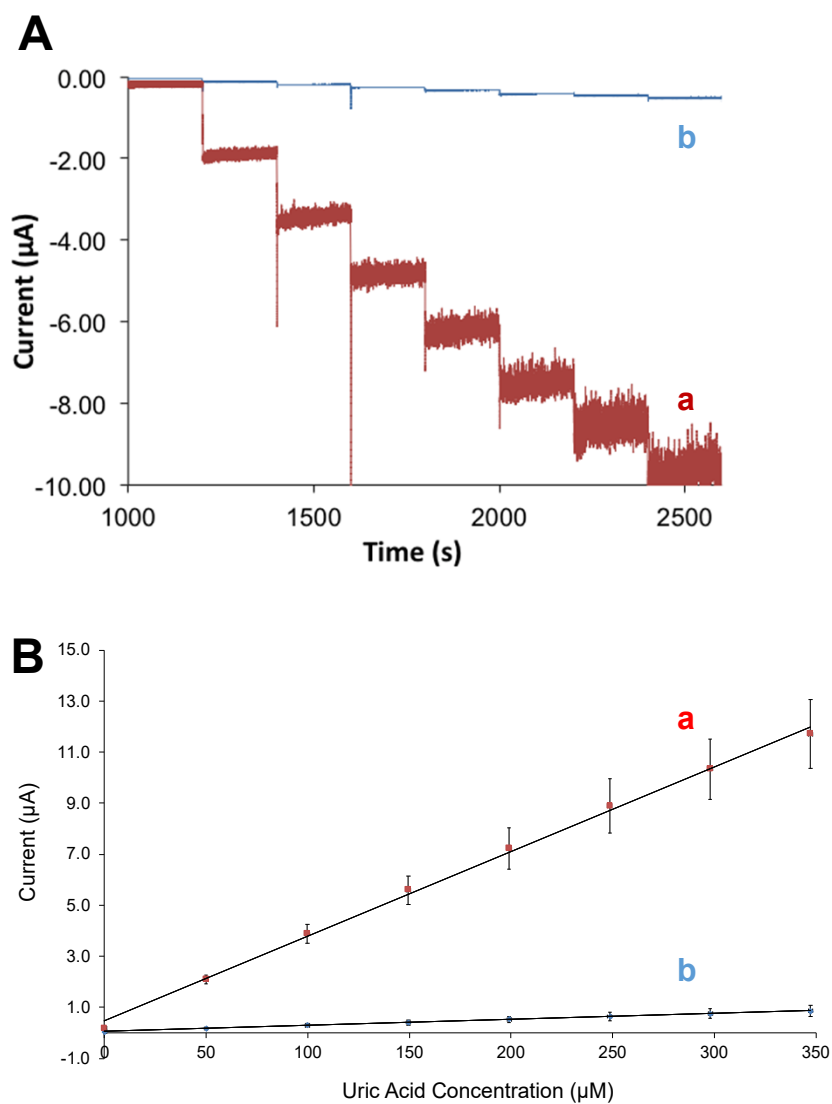 A
0.00
-2.00
-4.00
-6.00
-8.00
-10.00
Current (µA)
b
a
1000 1500 2000 2500
Time (s)
B
15.0
13.0
11.0
9.0
7.0
5.0
3.0
1.0
-1.0
Current (µA)
a
b
0 50 100 150 200 250 300 350
Uric Acid Concentration (µM)